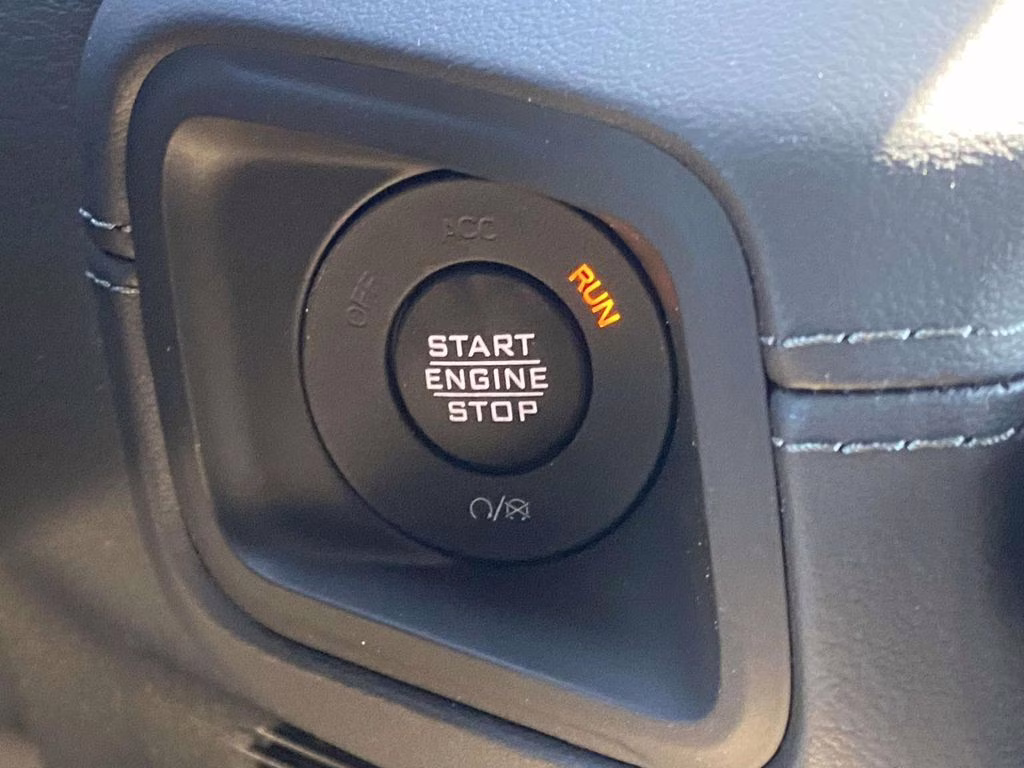 ACC
OFF
RUN
START
ENGINE
STOP